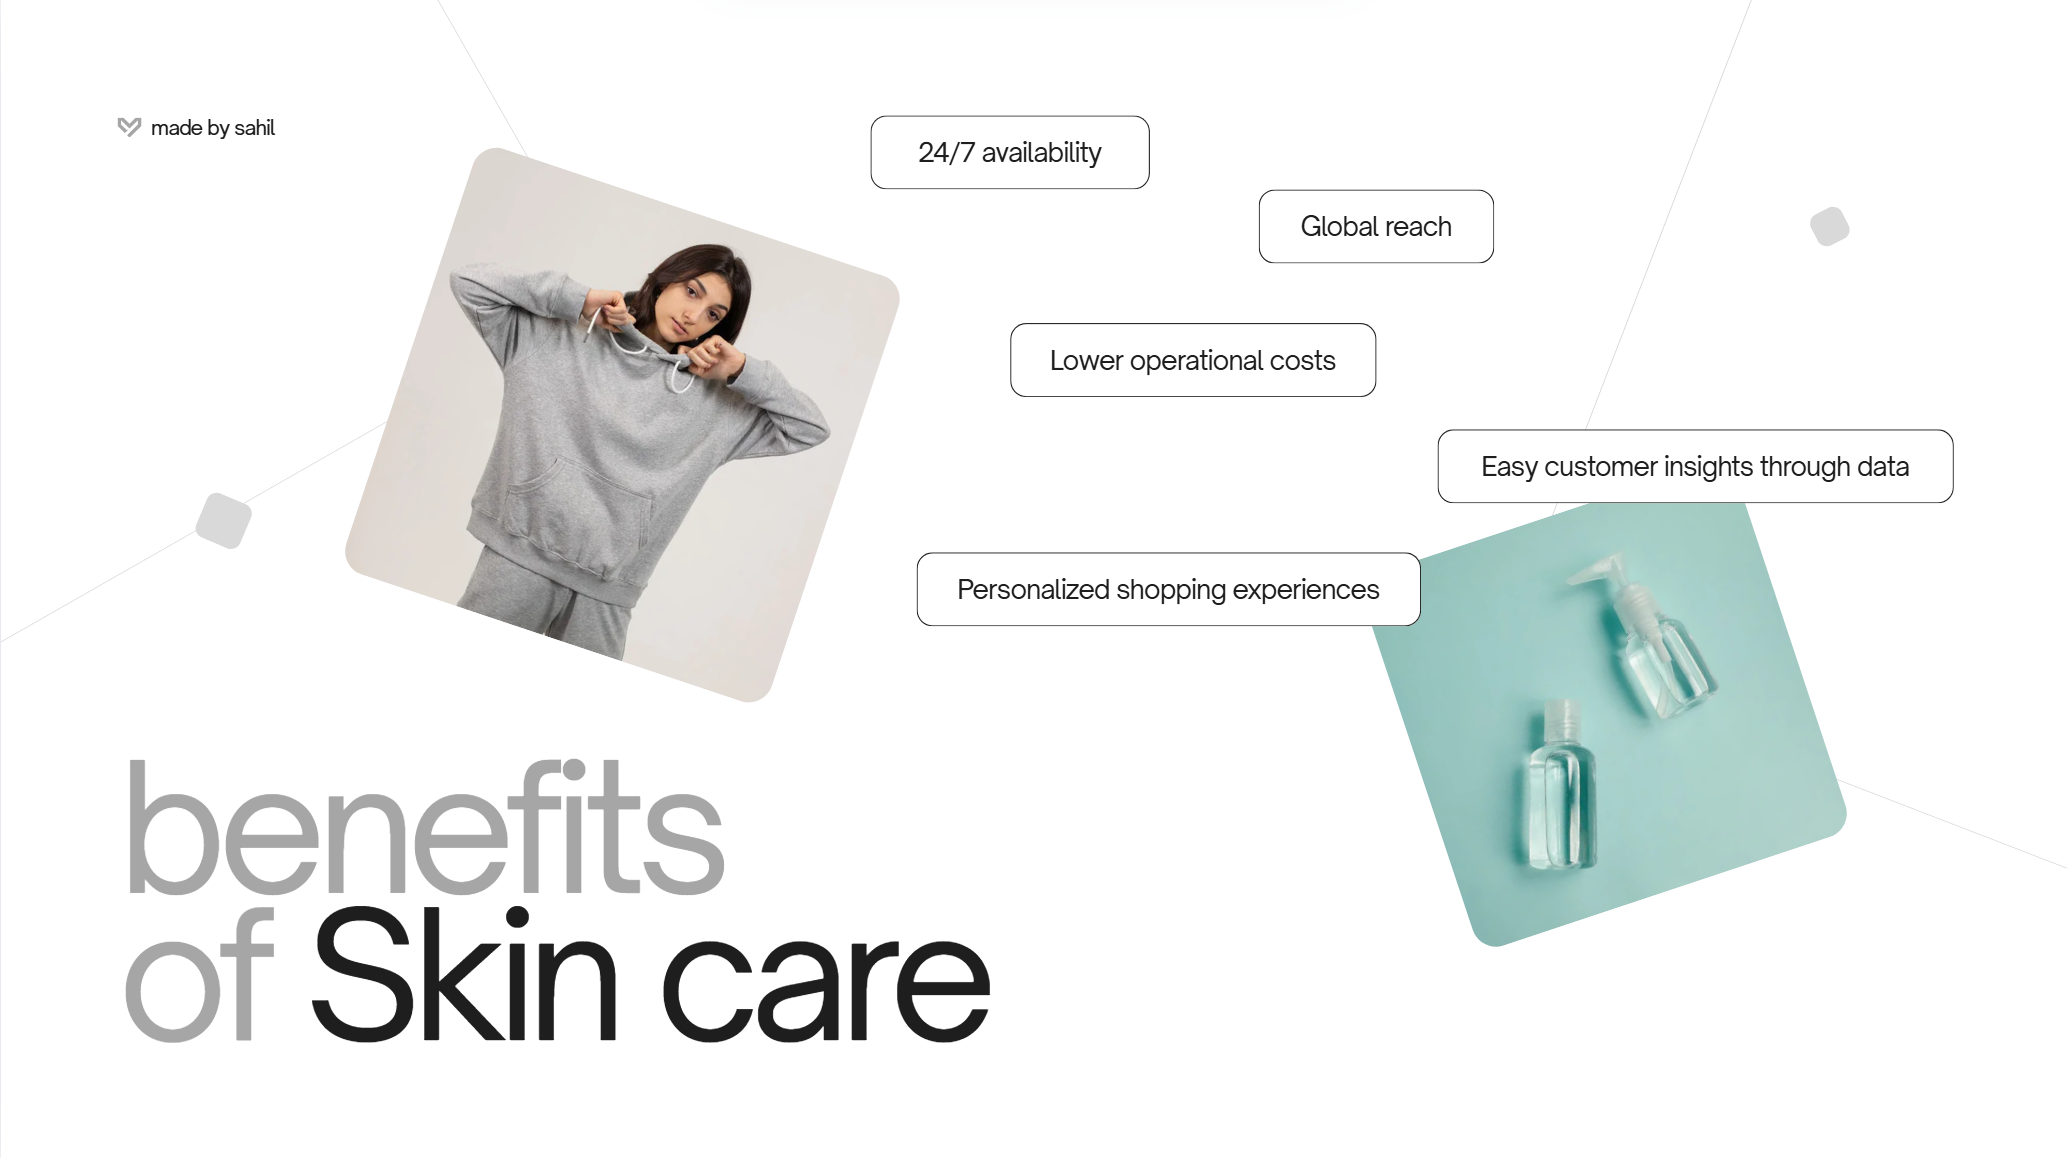 made by sahil
24/7 availability
Global reach
Lower operational costs
Easy customer insights through data
Personalized shopping experiences
benefits
of Skin care